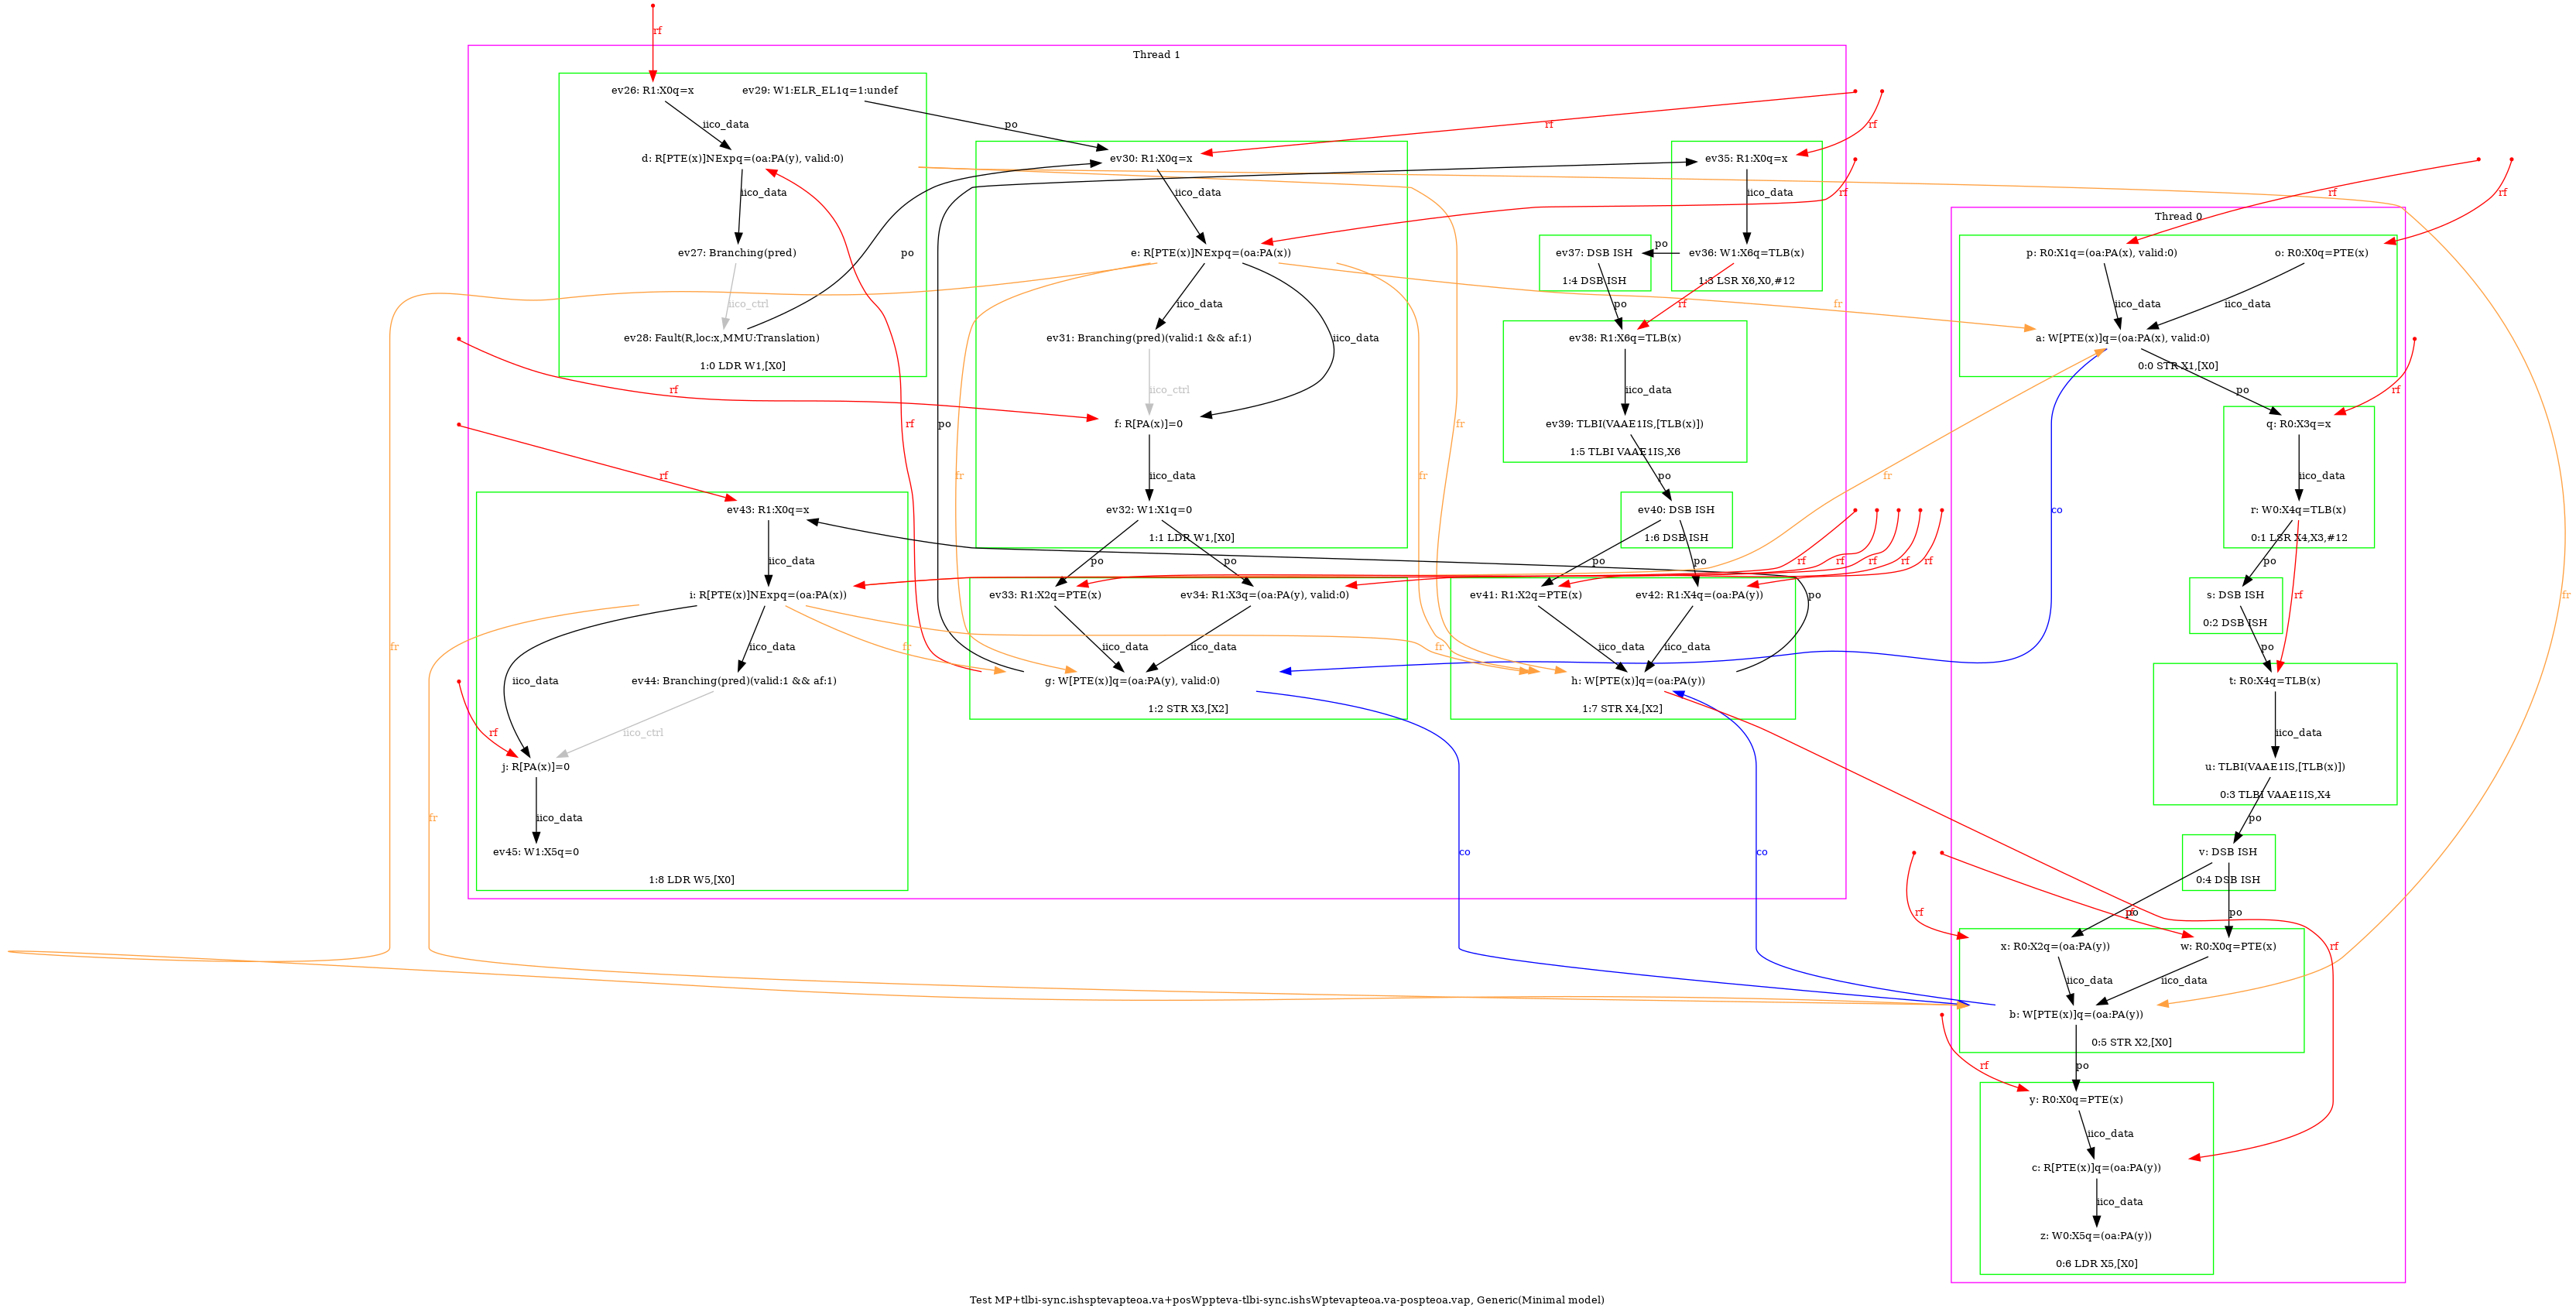 rf
Thread 1
ev26: R1:X0q=x
ev29: W1:ELR_EL1q=1:undef
iico_data
po
d: R[PTE(x)]NExpq=(oa:PA(y), valid:0)
iico_data
ev27: Branching(pred)
iico_ctrl
po
ev28: Fault(R,loc:x,MMU:Translation)
1:0 LDR W1,[X0]
rf
ev30: R1:X0q=x
iico_data
rf
e: R[PTE(x)]NExpq=(oa:PA(x))
iico_data
iico_data
ev31: Branching(pred)(valid:1 && af:1)
iico_ctrl
rf
f: R[PA(x)]=0
iico_data
ev32: W1:X1q=0
1:1 LDR W1,[X0]
rf
ev35: R1:X0q=x
iico_data
ev36: W1:X6q=TLB(x)
1:3 LSR X6,X0,#12
po
ev37: DSB ISH
1:4 DSB ISH
po
rf
ev38: R1:X6q=TLB(x)
iico_data
ev39: TLBI(VAAE1IS,[TLB(x)])
1:5 TLBI VAAE1IS,X6
po
ev40: DSB ISH
1:6 DSB ISH
po
po
rf
ev43: R1:X0q=x
iico_data
i: R[PTE(x)]NExpq=(oa:PA(x))
iico_data
iico_data
ev44: Branching(pred)(valid:1 && af:1)
iico_ctrl
rf
j: R[PA(x)]=0
iico_data
ev45: W1:X5q=0
1:8 LDR W5,[X0]
po
po
po
rf
rf
rf
rf
rf
ev33: R1:X2q=PTE(x)
ev34: R1:X3q=(oa:PA(y), valid:0)
iico_data
iico_data
g: W[PTE(x)]q=(oa:PA(y), valid:0)
1:2 STR X3,[X2]
ev41: R1:X2q=PTE(x)
ev42: R1:X4q=(oa:PA(y))
iico_data
iico_data
h: W[PTE(x)]q=(oa:PA(y))
1:7 STR X4,[X2]
po
rf
fr
fr
fr
fr
fr
fr
fr
fr
fr
fr
co
co
co
rf
rf
rf
Thread 0
p: R0:X1q=(oa:PA(x), valid:0)
o: R0:X0q=PTE(x)
iico_data
iico_data
a: W[PTE(x)]q=(oa:PA(x), valid:0)
0:0 STR X1,[X0]
po
rf
q: R0:X3q=x
iico_data
r: W0:X4q=TLB(x)
0:1 LSR X4,X3,#12
po
rf
s: DSB ISH
0:2 DSB ISH
po
t: R0:X4q=TLB(x)
iico_data
u: TLBI(VAAE1IS,[TLB(x)])
0:3 TLBI VAAE1IS,X4
po
v: DSB ISH
0:4 DSB ISH
rf
po
rf
po
x: R0:X2q=(oa:PA(y))
w: R0:X0q=PTE(x)
iico_data
iico_data
b: W[PTE(x)]q=(oa:PA(y))
0:5 STR X2,[X0]
rf
po
y: R0:X0q=PTE(x)
iico_data
c: R[PTE(x)]q=(oa:PA(y))
iico_data
z: W0:X5q=(oa:PA(y))
0:6 LDR X5,[X0]
Test MP+tlbi-sync.ishsptevapteoa.va+posWppteva-tlbi-sync.ishsWptevapteoa.va-pospteoa.vap, Generic(Minimal model)